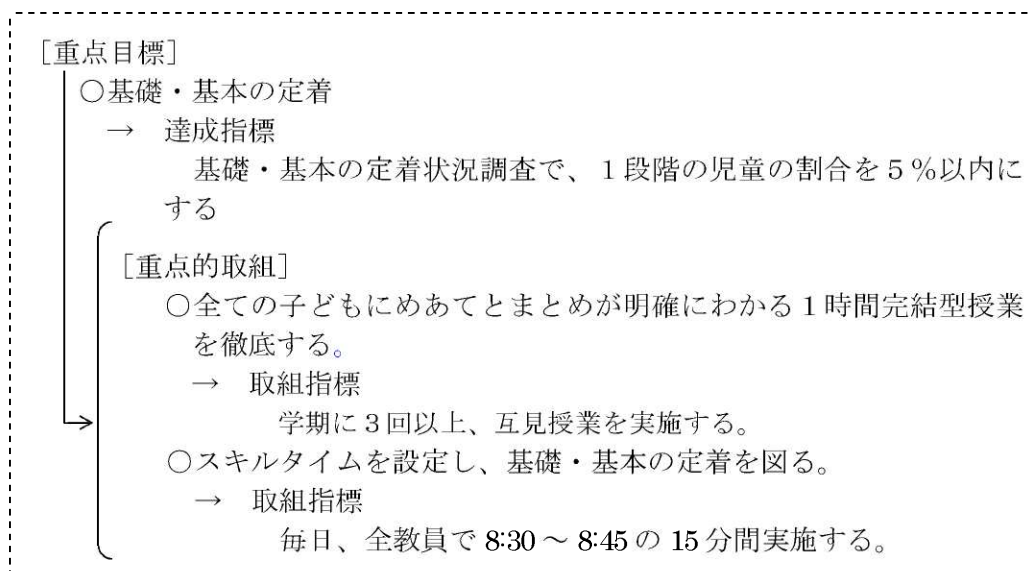 ［重点目標］
○基礎・基本の定着
→　達成指標
基礎・基本の定着状況調査で、１段階の児童の割合を５％以内に
する
［重点的取組］
○全ての子どもにめあてとまとめが明確にわかる１時間完結型授業
を徹底する。
→　取組指標
学期に３回以上、互見授業を実施する。
○スキルタイムを設定し、基礎・基本の定着を図る。
→　取組指標
毎日、全教員で 8:30 ～ 8:45 の 15 分間実施する。